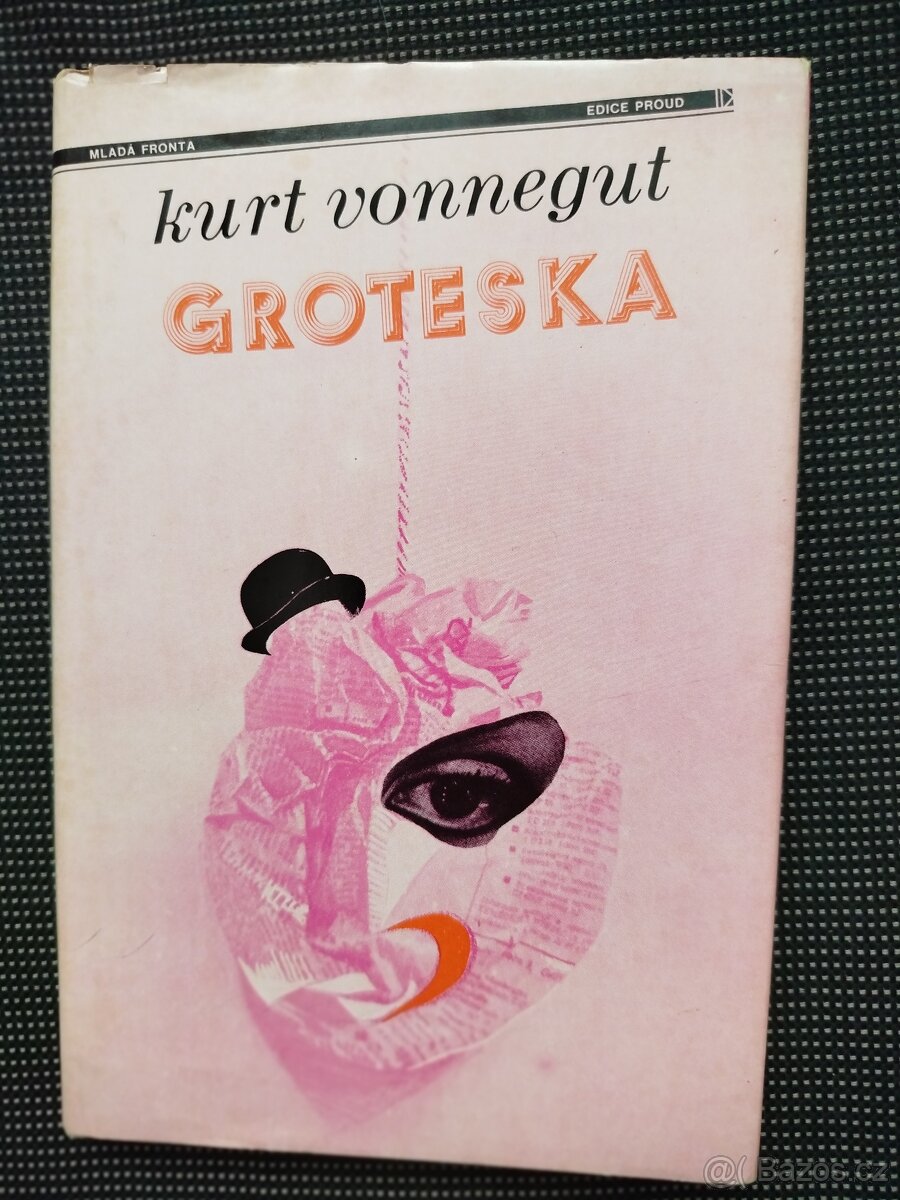 MLADÁ FRONTA
EDICE PROUD
kurt vonnegut
GROTESKA
@( Bazos.cz